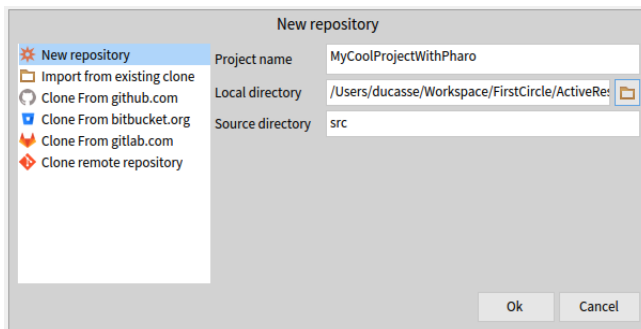 New repository
New repository
Import from existing clone
Clone From github.com
Clone From bitbucket.org
Clone From gitlab.com
Clone remote repository
Project name
MyCoolProjectWithPharo
Local directory
/Users/ducasse/Workspace/FirstCircle/ActiveRes
Source directory
src
Ok
Cancel